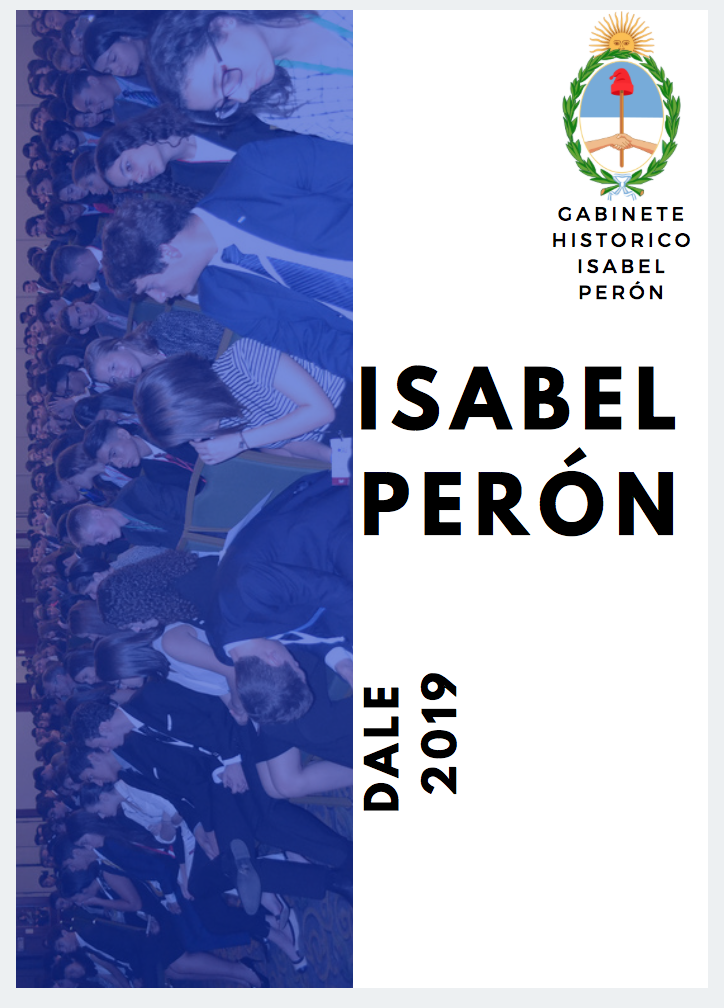 GABINETE
HISTORICO
ISABEL
PERÓN
ISABEL
PERÓN
DALE
2019